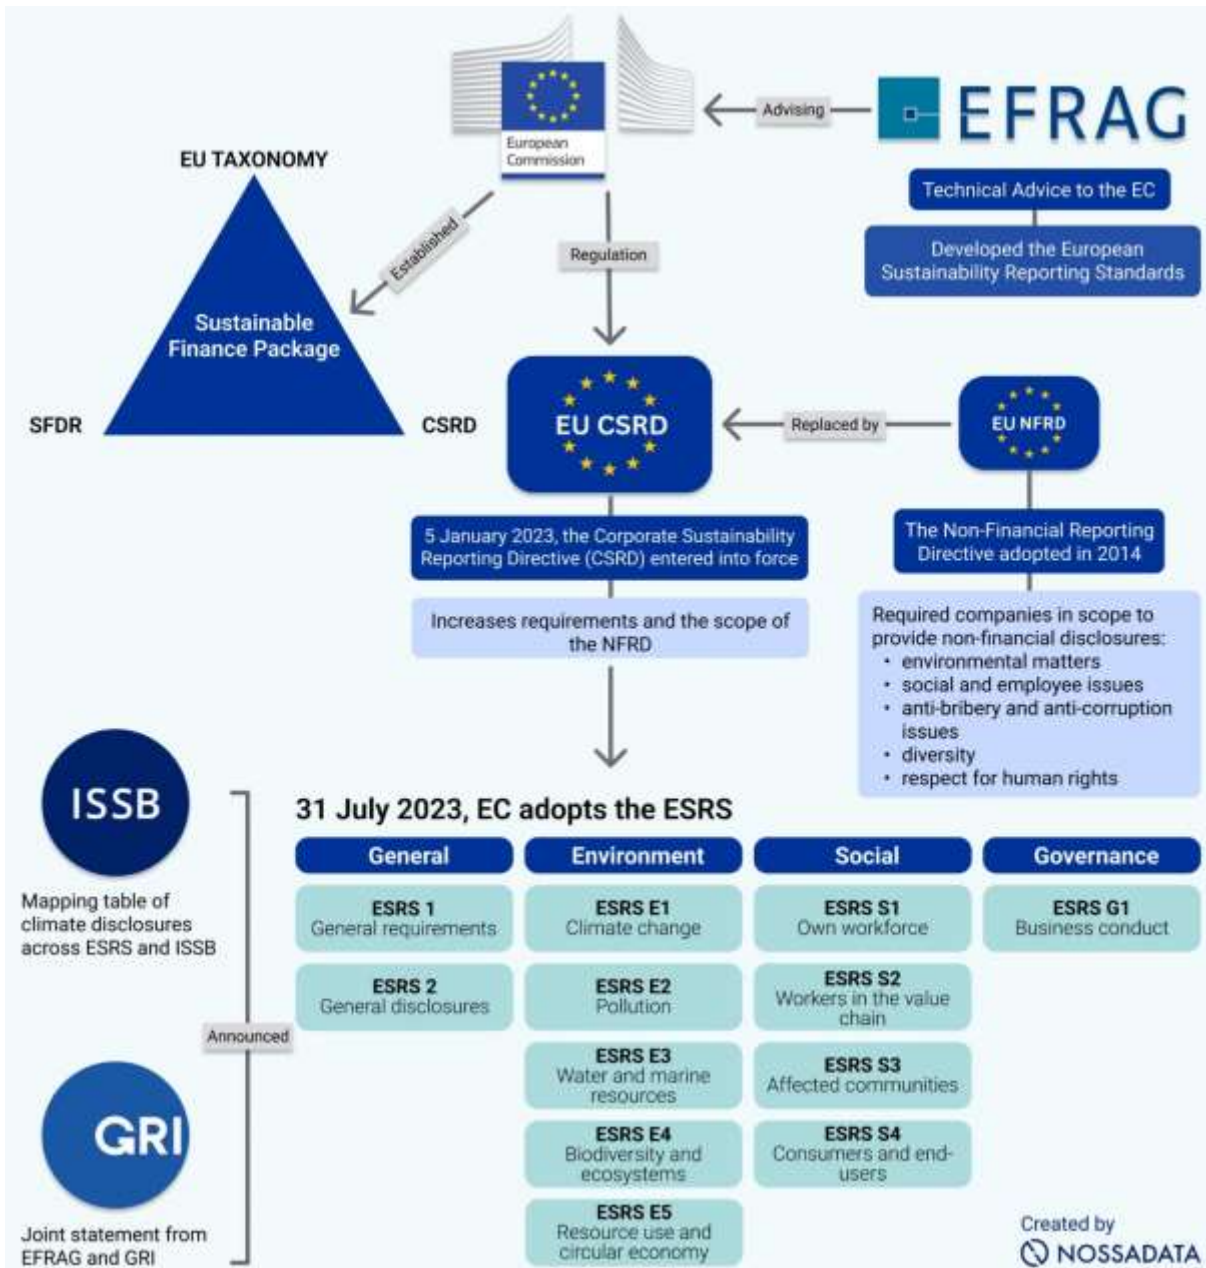 European
Commission
Advising
EFRAG
Technical Advice to the EC
Developed the European
Sustainability Reporting Standards
EU TAXONOMY
Established
Regulation
Sustainable
Finance Package
SFDR
CSRD
EU CSRD
Replaced by
EU NFRD
5 January 2023, the Corporate Sustainability
Reporting Directive (CSRD) entered into force
Increases requirements and the scope of
the NFRD
The Non-Financial Reporting
Directive adopted in 2014
Required companies in scope to
provide non-financial disclosures:
• environmental matters
• social and employee issues
• anti-bribery and anti-corruption
issues
• diversity
• respect for human rights
ISSB
Mapping table of
climate disclosures
across ESRS and ISSB
Announced
GRI
Joint statement from
EFRAG and GRI
31 July 2023, EC adopts the ESRS
General
ESRS 1
General requirements
ESRS 2
General disclosures
Environment
ESRS E1
Climate change
ESRS E2
Pollution
ESRS E3
Water and marine
resources
ESRS E4
Biodiversity and
ecosystems
ESRS E5
Resource use and
circular economy
Social
ESRS S1
Own workforce
ESRS S2
Workers in the value
chain
ESRS S3
Affected communities
ESRS S4
Consumers and end-
users
Governance
ESRS G1
Business conduct
Created by
NOSSADATA